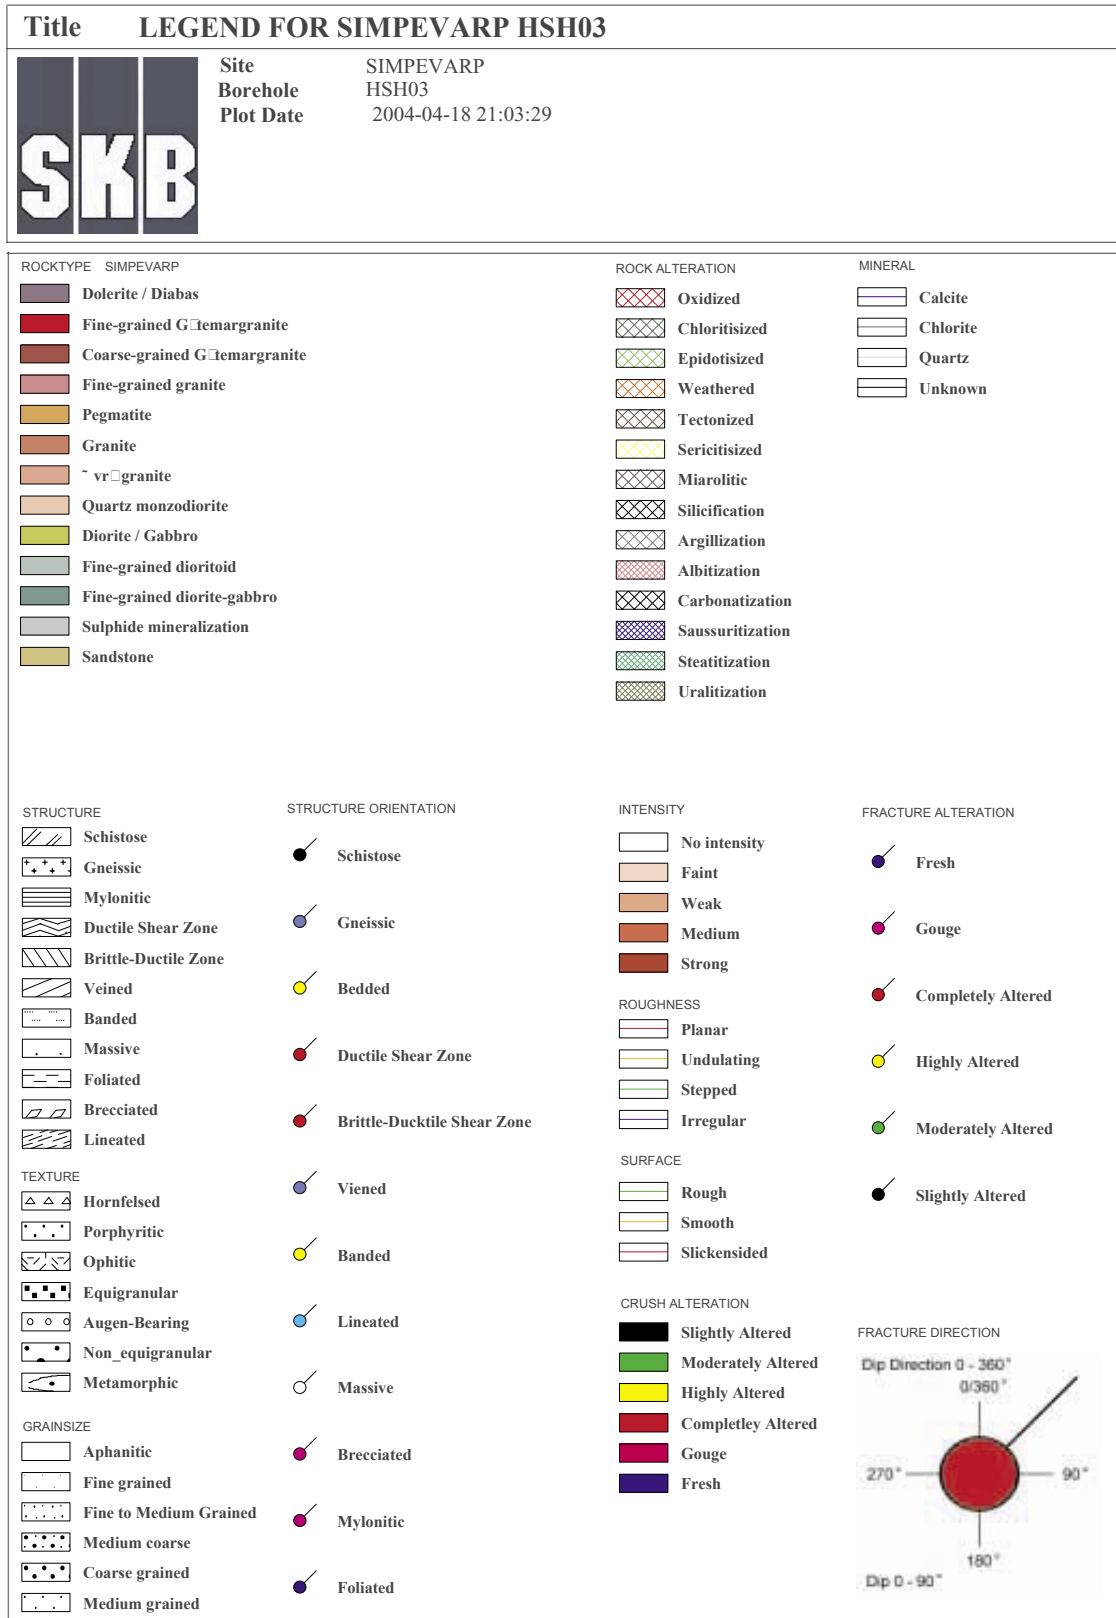 Title LEGEND FOR SIMPEVARP HSH03
SKB
Site SIMPEVARP
Borehole HSH03
Plot Date 2004-04-18 21:03:29
ROCKTYPE SIMPEVARP
Dolerite / Diabas
Fine-grained G□temargranite
Coarse-grained G□temargranite
Fine-grained granite
Pegmatite
Granite
~ vr□granite
Quartz monzodiorite
Diorite / Gabbro
Fine-grained dioritoid
Fine-grained diorite-gabbro
Sulphide mineralization
Sandstone
ROCK ALTERATION
Oxidized
Chloritisized
Epidotisized
Weathered
Tectonized
Sericitisized
Miarolitic
Silicification
Argillization
Albitization
Carbonatization
Saussuritization
Steatitization
Uralitization
MINERAL
Calcite
Chlorite
Quartz
Unknown
STRUCTURE
Schistose
Gneissic
Mylonitic
Ductile Shear Zone
Brittle-Ductile Zone
Veined
Banded
Massive
Foliated
Brecciated
Lineated
TEXTURE
Hornfelsed
Porphyritic
Ophitic
Equigranular
Augen-Bearing
Non_equigranular
Metamorphic
GRAINSIZE
Aphanitic
Fine grained
Fine to Medium Grained
Medium coarse
Coarse grained
Medium grained
STRUCTURE ORIENTATION
Schistose
Gneissic
Bedded
Ductile Shear Zone
Brittle-Ducktile Shear Zone
Viened
Banded
Lineated
Massive
Brecciated
Mylonitic
Foliated
INTENSITY
No intensity
Faint
Weak
Medium
Strong
ROUGHNESS
Planar
Undulating
Stepped
Irregular
SURFACE
Rough
Smooth
Slickensided
CRUSH ALTERATION
Slightly Altered
Moderately Altered
Highly Altered
Completley Altered
Gouge
Fresh
FRACTURE ALTERATION
Fresh
Gouge
Completely Altered
Highly Altered
Moderately Altered
Slightly Altered
FRACTURE DIRECTION
Dip Direction 0 - 360°
0/360°
270°
90°
180°
Dip 0 - 90°